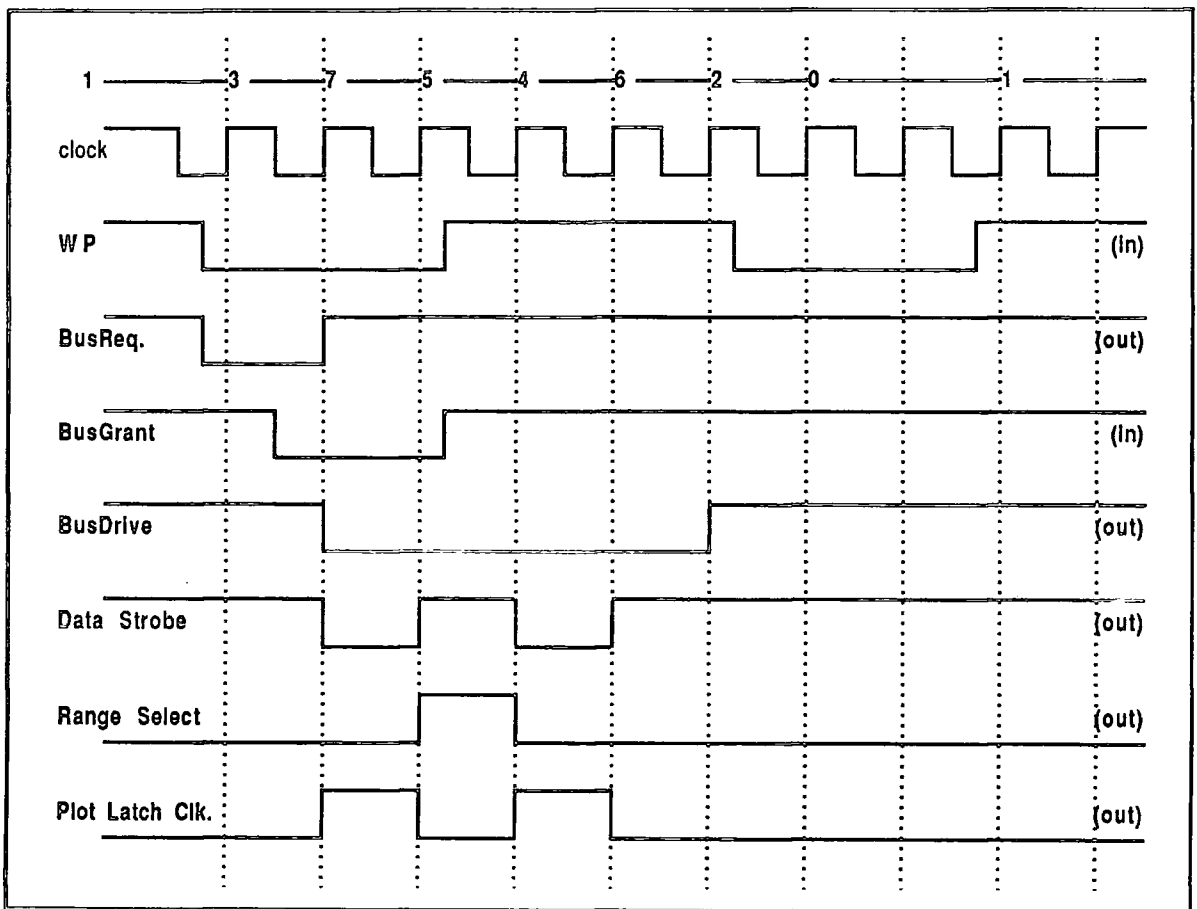 1 3 7 5 4 6 2 0 1
clock
WP (in)
BusReq. (out)
BusGrant (in)
BusDrive (out)
Data Strobe (out)
Range Select (out)
Plot Latch Clk. (out)